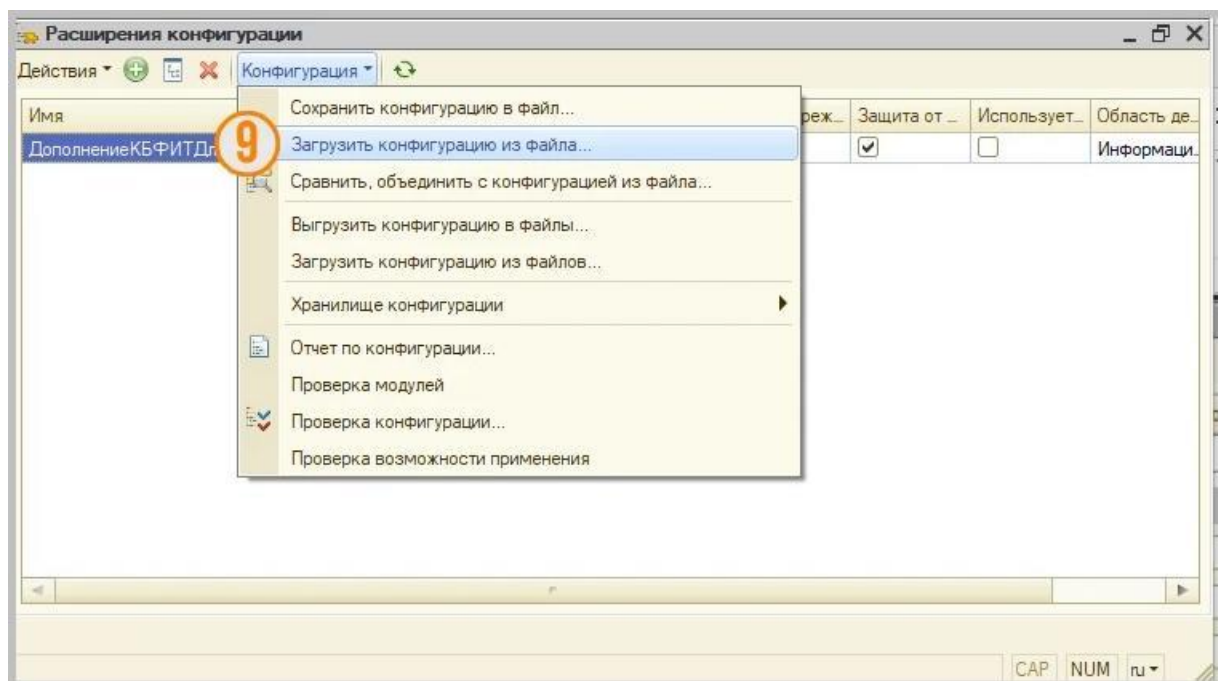 Расширения конфигурации
Действия Конфигурация
Имя реж... Защита от ... Использует... Область де...
ДополнениеКБФИТДл Информаци...
9
Сохранить конфигурацию в файл...
Загрузить конфигурацию из файла...
Сравнить, объединить с конфигурацией из файла...
Выгрузить конфигурацию в файлы...
Загрузить конфигурацию из файлов...
Хранилище конфигурации
Отчет по конфигурации...
Проверка модулей
Проверка конфигурации...
Проверка возможности применения
CAP NUM ru